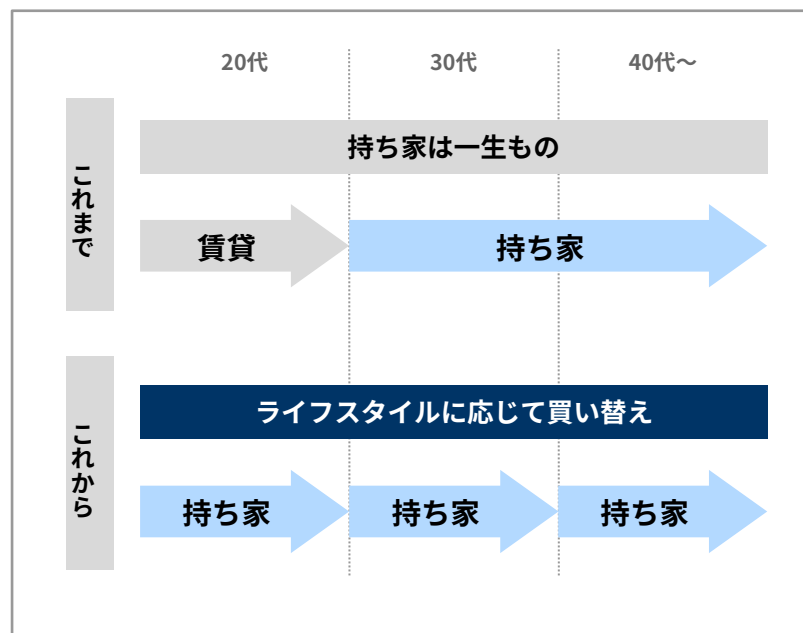 20代
30代
40代～
これまで
持ち家は一生もの
賃貸
持ち家
これから
ライフスタイルに応じて買い替え
持ち家
持ち家
持ち家